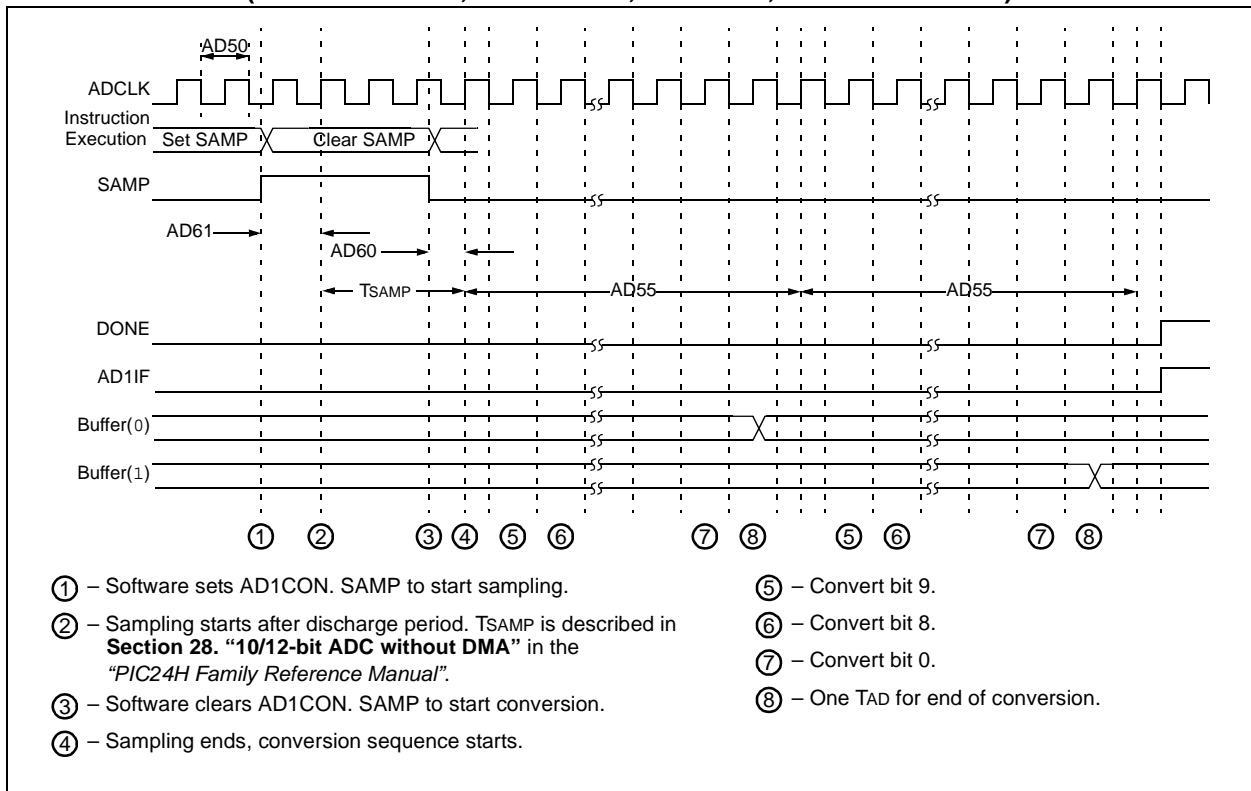 AD50
ADCLK
Instruction
Execution
Set SAMP
Clear SAMP
SAMP
AD61
AD60
TSAMP
AD55
AD55
DONE
AD1IF
Buffer(0)
Buffer(1)
1 2 3 4 5 6 7 8 5 6 7 8
1 – Software sets AD1CON. SAMP to start sampling.
2 – Sampling starts after discharge period. TSAMP is described in
Section 28. “10/12-bit ADC without DMA” in the
“PIC24H Family Reference Manual”.
3 – Software clears AD1CON. SAMP to start conversion.
4 – Sampling ends, conversion sequence starts.
5 – Convert bit 9.
6 – Convert bit 8.
7 – Convert bit 0.
8 – One TAD for end of conversion.